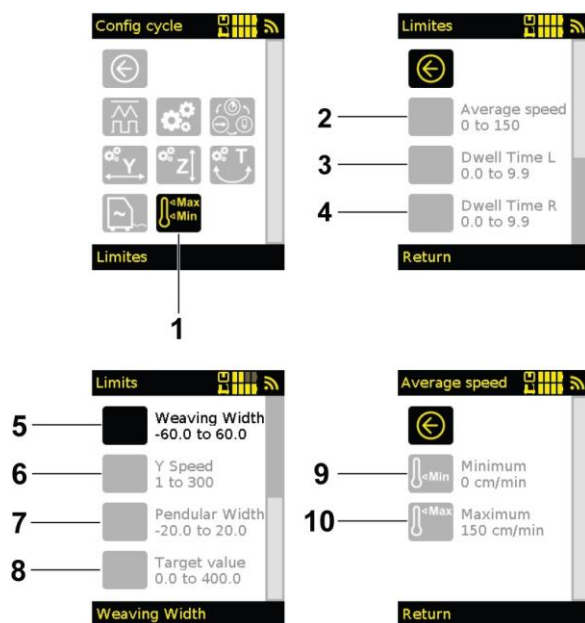 Config cycle
Y
Z
T
~
◄Max
◄Min
Limites
1
Limites
2
Average speed
0 to 150
3
Dwell Time L
0.0 to 9.9
4
Dwell Time R
0.0 to 9.9
Return
Limits
5
Weaving Width
-60.0 to 60.0
6
Y Speed
1 to 300
7
Pendular Width
-20.0 to 20.0
8
Target value
0.0 to 400.0
Weaving Width
Average speed
9
◄Min
Minimum
0 cm/min
10
◄Max
Maximum
150 cm/min
Return